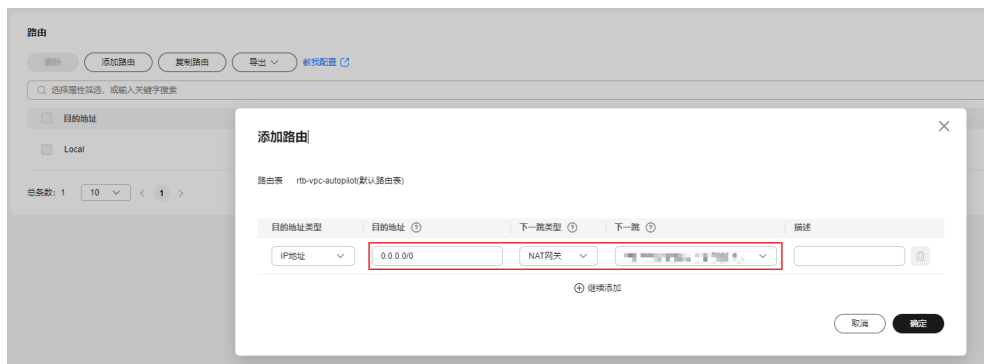 路由
删除 添加路由 复制路由 导出 教我配置
选择属性筛选，或输入关键字搜索
目的地址
Local
总条数：1 10 < 1 >
添加路由
路由表 rtb-vpc-autopilot(默认路由表)
目的地址类型 目的地址 下一跳类型 下一跳 描述
IP地址 0.0.0.0/0 NAT网关
继续添加
取消 确定